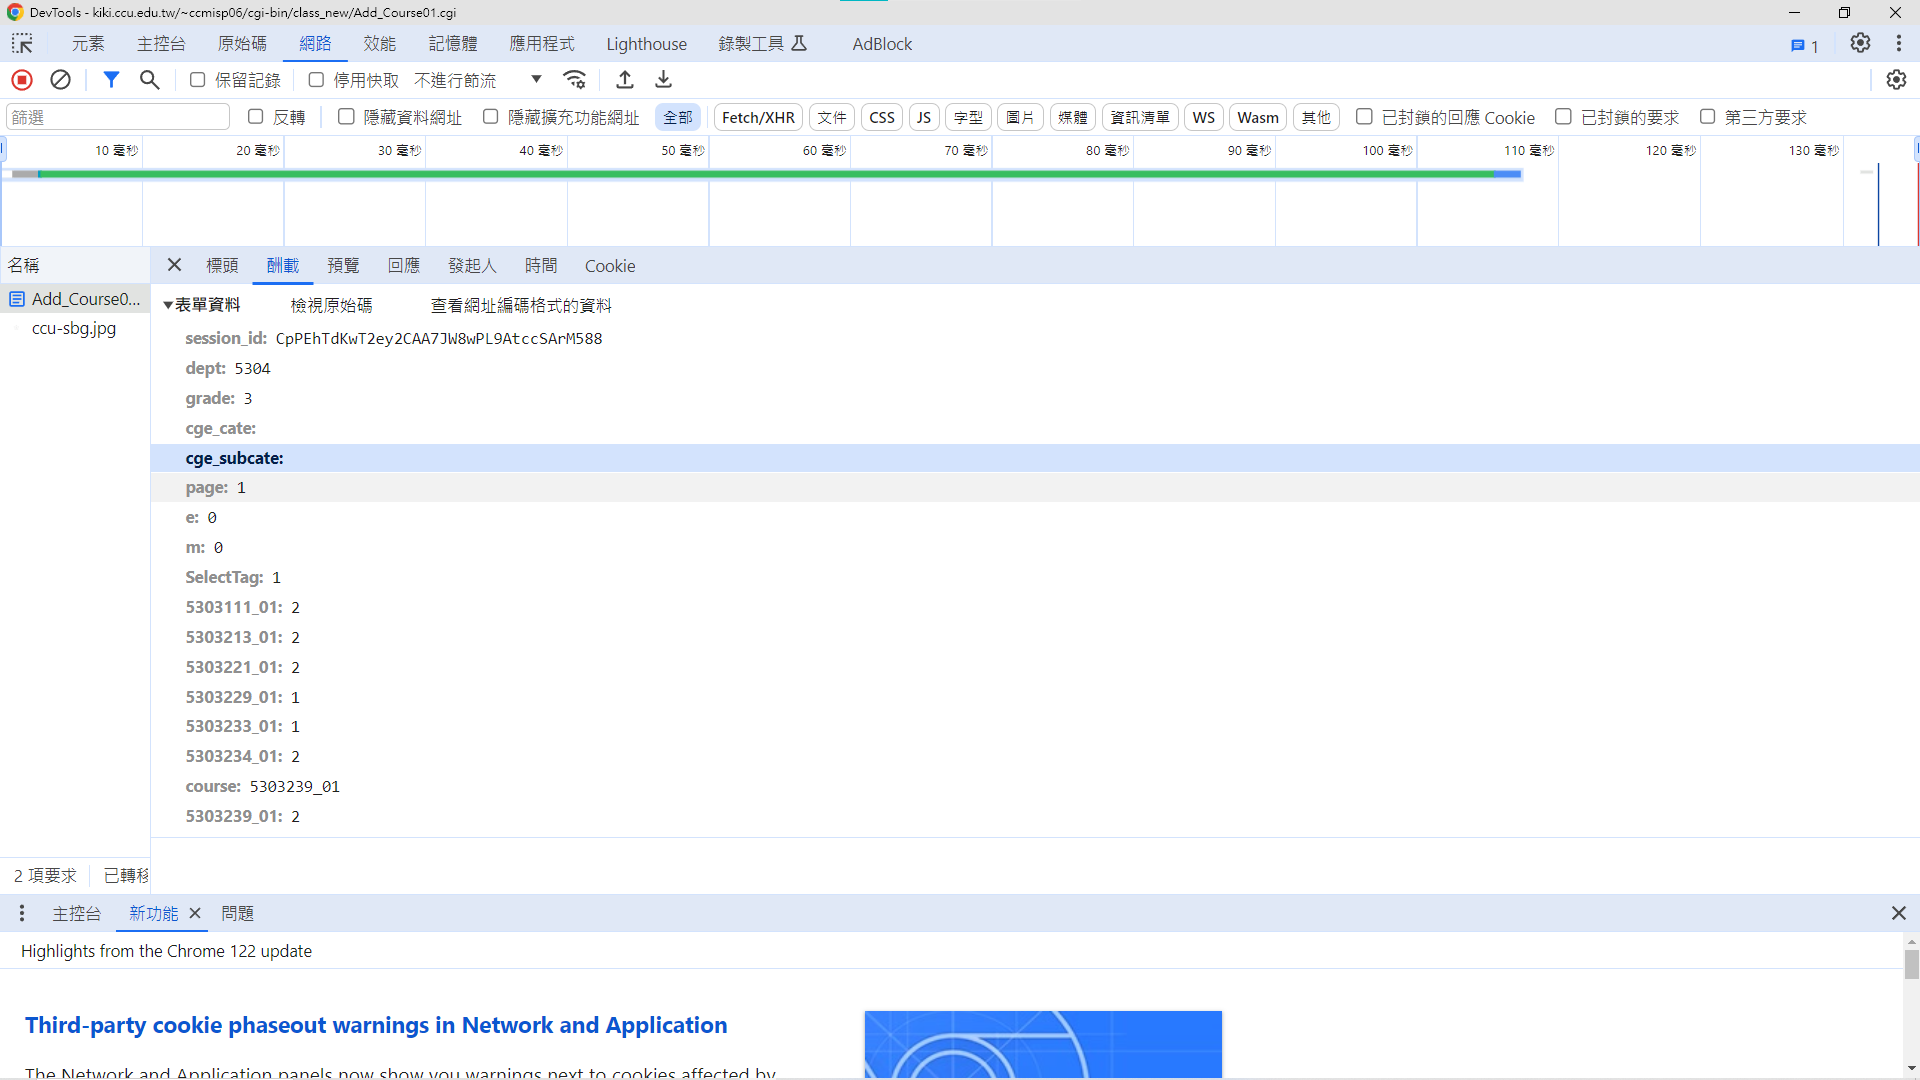 DevTools - kiki.ccu.edu.tw/~ccmisp06/cgi-bin/class_new/Add_Course01.cgi
元素 主控台 原始碼 網路 效能 記憶體 應用程式 Lighthouse 錄製工具 AdBlock 1
保留記錄 停用快取 不進行節流
篩選 反轉 隱藏資料網址 隱藏擴充功能網址 全部 Fetch/XHR 文件 CSS JS 字型 圖片 媒體 資訊清單 WS Wasm 其他 已封鎖的回應 Cookie 已封鎖的要求 第三方要求
10 毫秒 20 毫秒 30 毫秒 40 毫秒 50 毫秒 60 毫秒 70 毫秒 80 毫秒 90 毫秒 100 毫秒 110 毫秒 120 毫秒 130 毫秒
名稱 標頭 酬載 預覽 回應 發起人 時間 Cookie
Add_Course0...
ccu-sbg.jpg
表單資料 檢視原始碼 查看網址編碼格式的資料
session_id: CpPEhTdKwT2ey2CAA7JW8wPL9AtccSArM588
dept: 5304
grade: 3
cge_cate:
cge_subcate:
page: 1
e: 0
m: 0
SelectTag: 1
5303111_01: 2
5303213_01: 2
5303221_01: 2
5303229_01: 1
5303233_01: 1
5303234_01: 2
course: 5303239_01
5303239_01: 2
2 項要求 已轉移
主控台 新功能 問題
Highlights from the Chrome 122 update
Third-party cookie phaseout warnings in Network and Application
The Network and Application panels now show you warnings next to cookies affected by